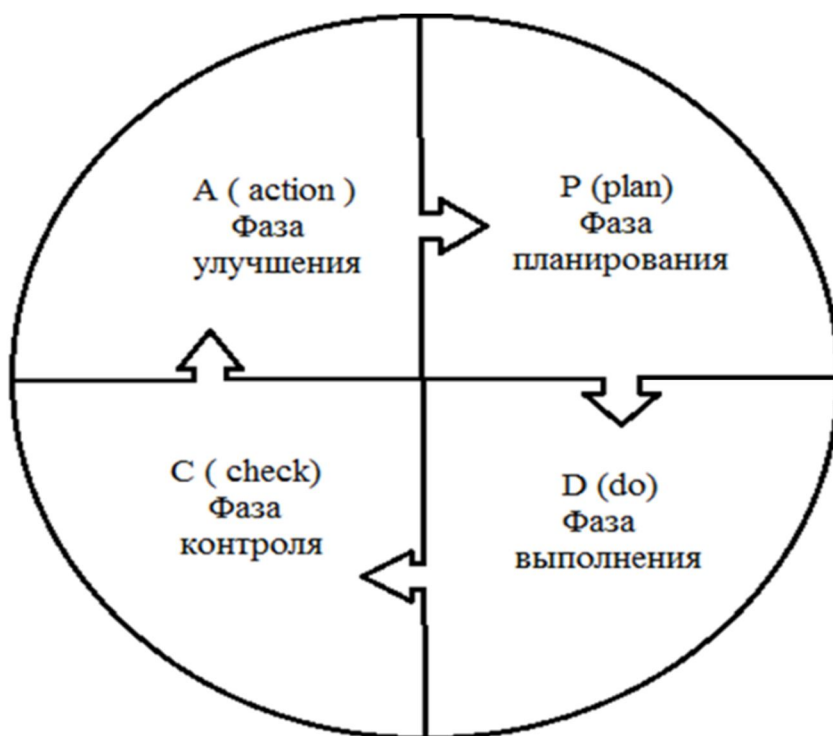 A ( action )
Фаза
улучшения
P (plan)
Фаза
планирования
C ( check)
Фаза
контроля
D (do)
Фаза
выполнения